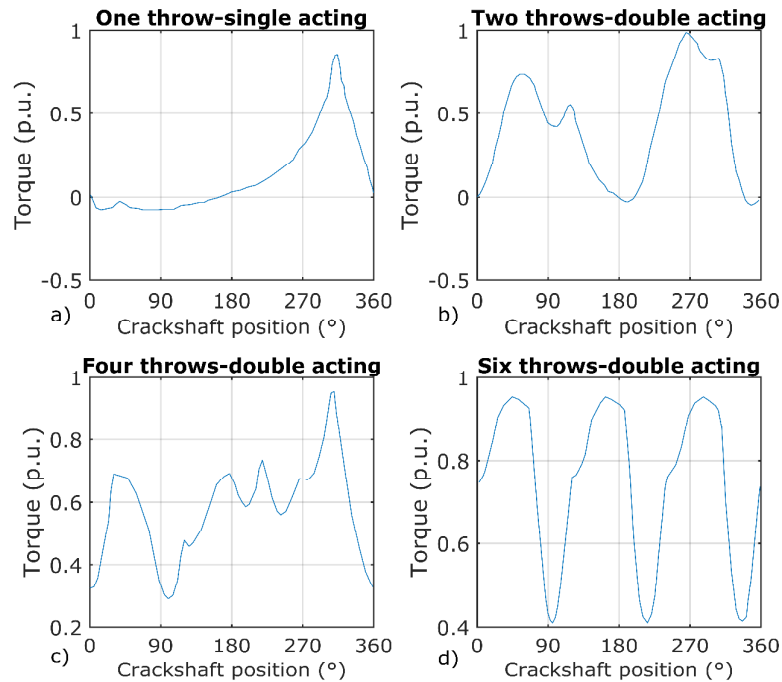 One throw-single acting
Torque (p.u.)
1
0.5
0
-0.5
0 90 180 270 360
a) Crackshaft position (°)
Two throws-double acting
Torque (p.u.)
1
0.5
0
-0.5
0 90 180 270 360
b) Crackshaft position (°)
Four throws-double acting
Torque (p.u.)
1
0.8
0.6
0.4
0.2
0 90 180 270 360
c) Crackshaft position (°)
Six throws-double acting
Torque (p.u.)
1
0.8
0.6
0.4
0 90 180 270 360
d) Crackshaft position (°)